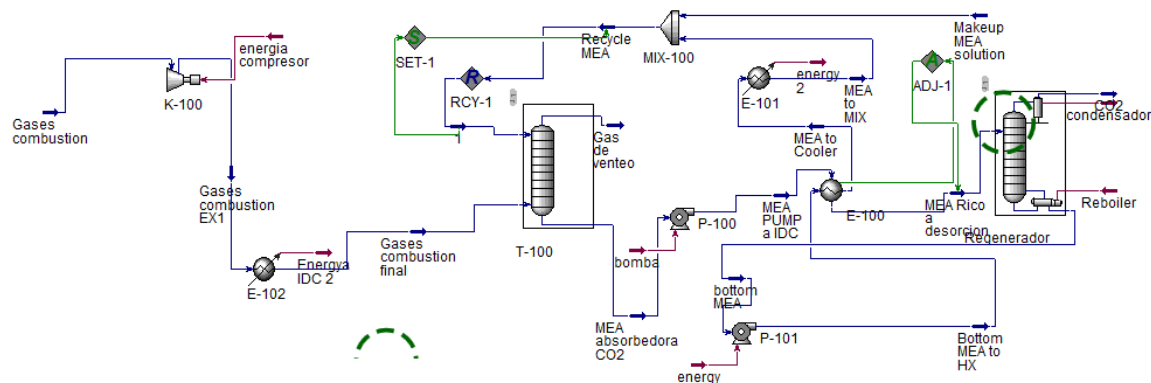 energia
compresor
K-100
Gases
combustion
Gases
combustion
EX1
Energya
IDC 2
E-102
Gases
combustion
final
S
SET-1
R
RCY-1
1
Recycle
MEA
MIX-100
Makeup
MEA
solution
T-100
Gas
de
venteo
MEA
absorbedora
CO2
bomba
P-100
MEA
PUMP
a IDC
E-101
energy
2
MEA
to
MIX
MEA to
Cooler
E-100
A
ADJ-1
MEA Rico
a
desorcion
CO2
condensador
Reboiler
Regenerador
bottom
MEA
P-101
energy
Bottom
MEA to
HX